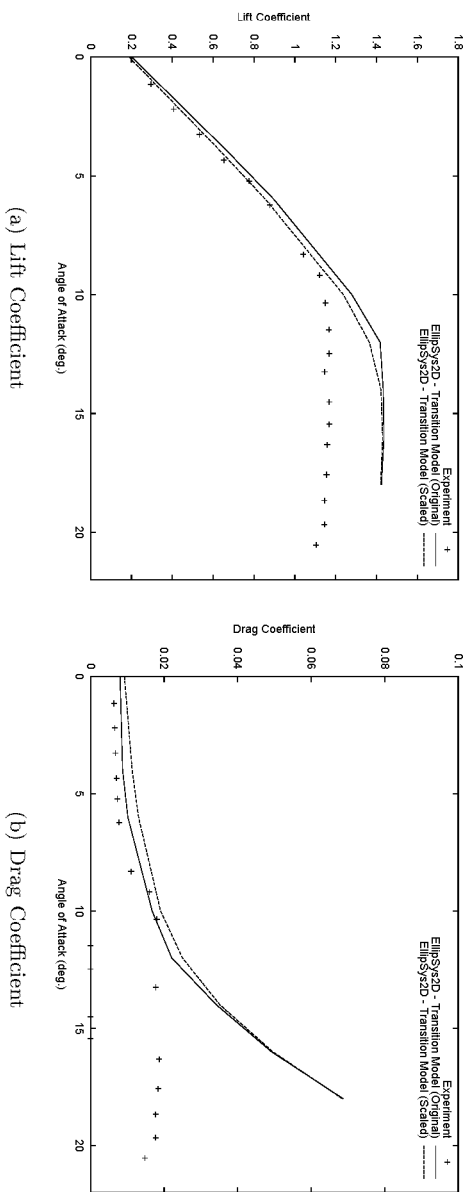 Lift Coefficient
1.8
1.6
1.4
1.2
1
0.8
0.6
0.4
0.2
0
0
5
10
15
20
Angle of Attack (deg.)
Experiment
EllipSys2D - Transition Model (Original)
EllipSys2D - Transition Model (Scaled)
(a) Lift Coefficient
Drag Coefficient
0.1
0.08
0.06
0.04
0.02
0
0
5
10
15
20
Angle of Attack (deg.)
Experiment
EllipSys2D - Transition Model (Original)
EllipSys2D - Transition Model (Scaled)
(b) Drag Coefficient